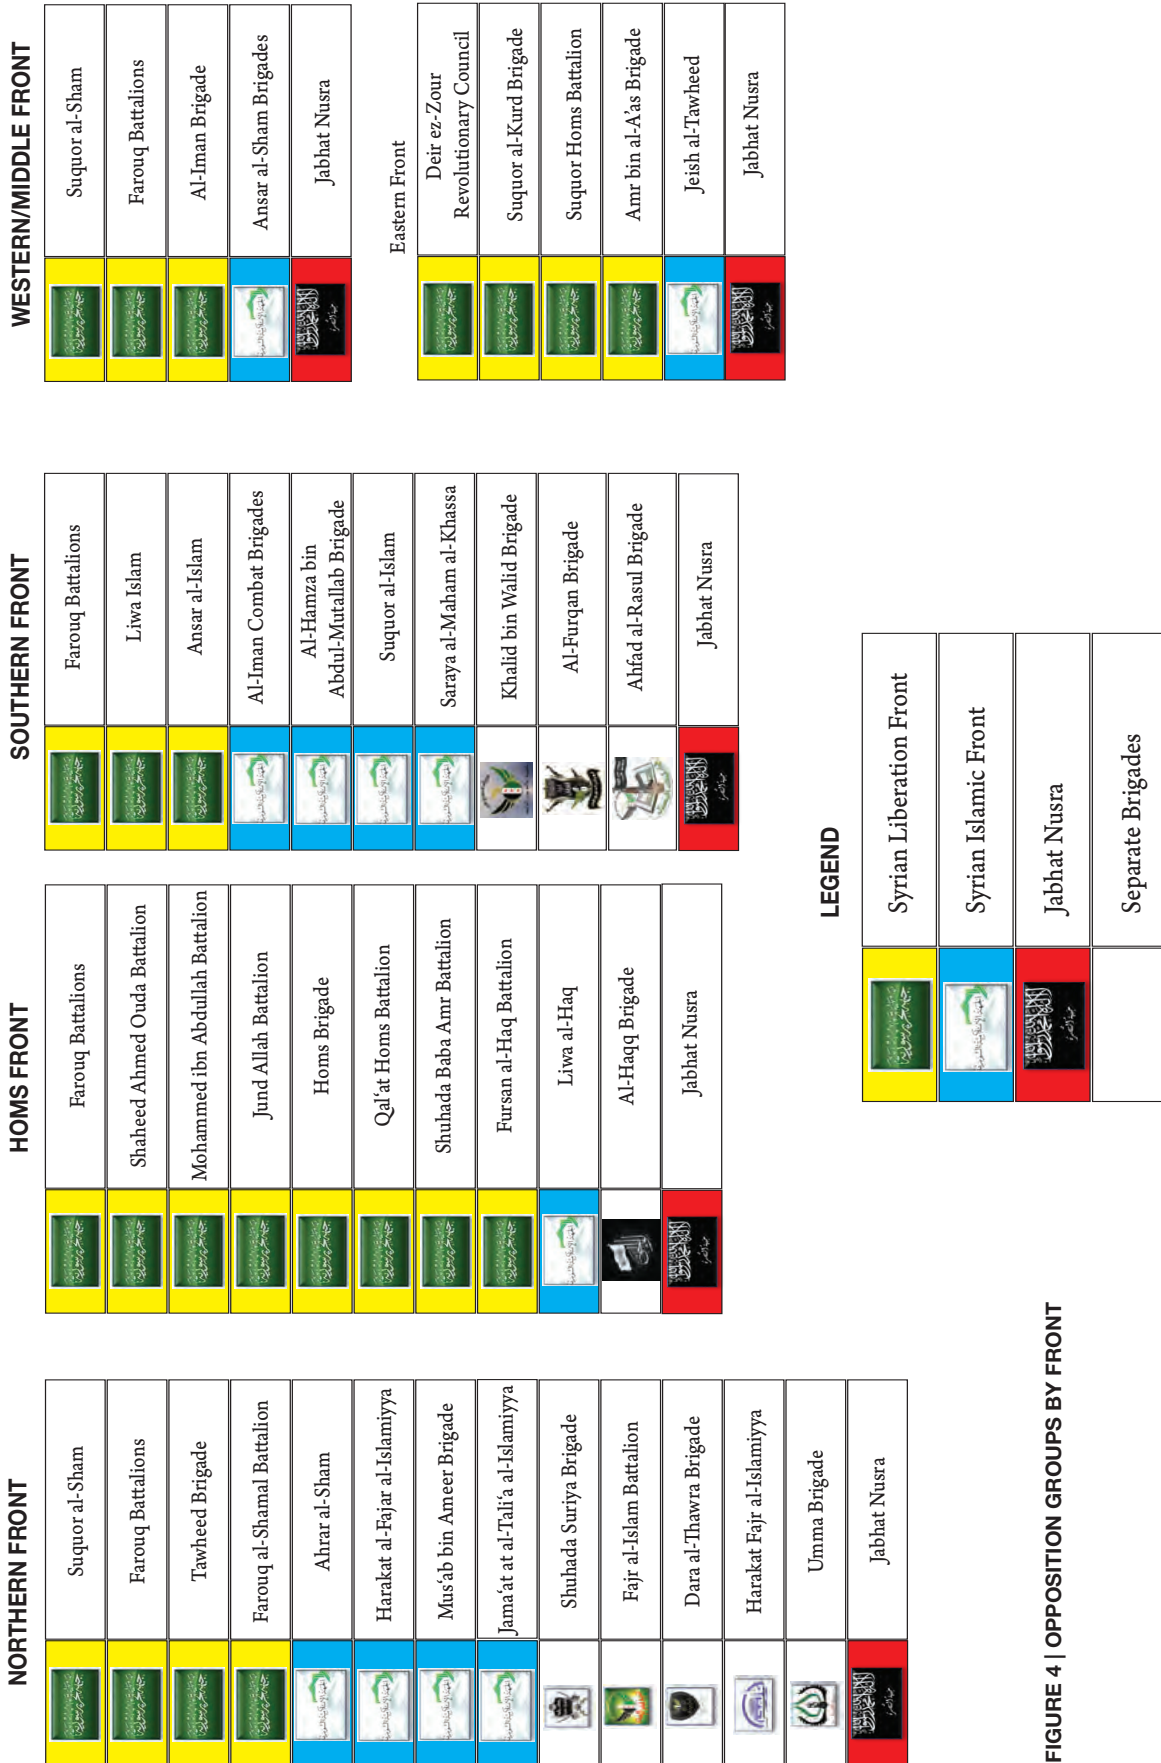 NORTHERN FRONT
Suquor al-Sham
Farouq Battalions
Tawheed Brigade
Farouq al-Shamal Battalion
Ahrar al-Sham
Harakat al-Fajar al-Islamiyya
Mus‘ab bin Ameer Brigade
Jama‘at at al-Tali‘a al-Islamiyya
Shuhada Suriya Brigade
Fajr al-Islam Battalion
Dara al-Thawra Brigade
Harakat Fajr al-Islamiyya
Umma Brigade
Jabhat Nusra
HOMS FRONT
Farouq Battalions
Shaheed Ahmed Ouda Battalion
Mohammed ibn Abdullah Battalion
Jund Allah Battalion
Homs Brigade
Qal‘at Homs Battalion
Shuhada Baba Amr Battalion
Fursan al-Haq Battalion
Liwa al-Haq
Al-Haqq Brigade
Jabhat Nusra
SOUTHERN FRONT
Farouq Battalions
Liwa Islam
Ansar al-Islam
Al-Iman Combat Brigades
Al-Hamza bin
Abdul-Mutallab Brigade
Suquor al-Islam
Saraya al-Maham al-Khassa
Khalid bin Walid Brigade
Al-Furqan Brigade
Ahfad al-Rasul Brigade
Jabhat Nusra
WESTERN/MIDDLE FRONT
Suquor al-Sham
Farouq Battalions
Al-Iman Brigade
Ansar al-Sham Brigades
Jabhat Nusra
Eastern Front
Deir ez-Zour
Revolutionary Council
Suquor al-Kurd Brigade
Suquor Homs Battalion
Amr bin al-A’as Brigade
Jeish al-Tawheed
Jabhat Nusra
LEGEND
Syrian Liberation Front
Syrian Islamic Front
Jabhat Nusra
Separate Brigades
FIGURE 4 | OPPOSITION GROUPS BY FRONT